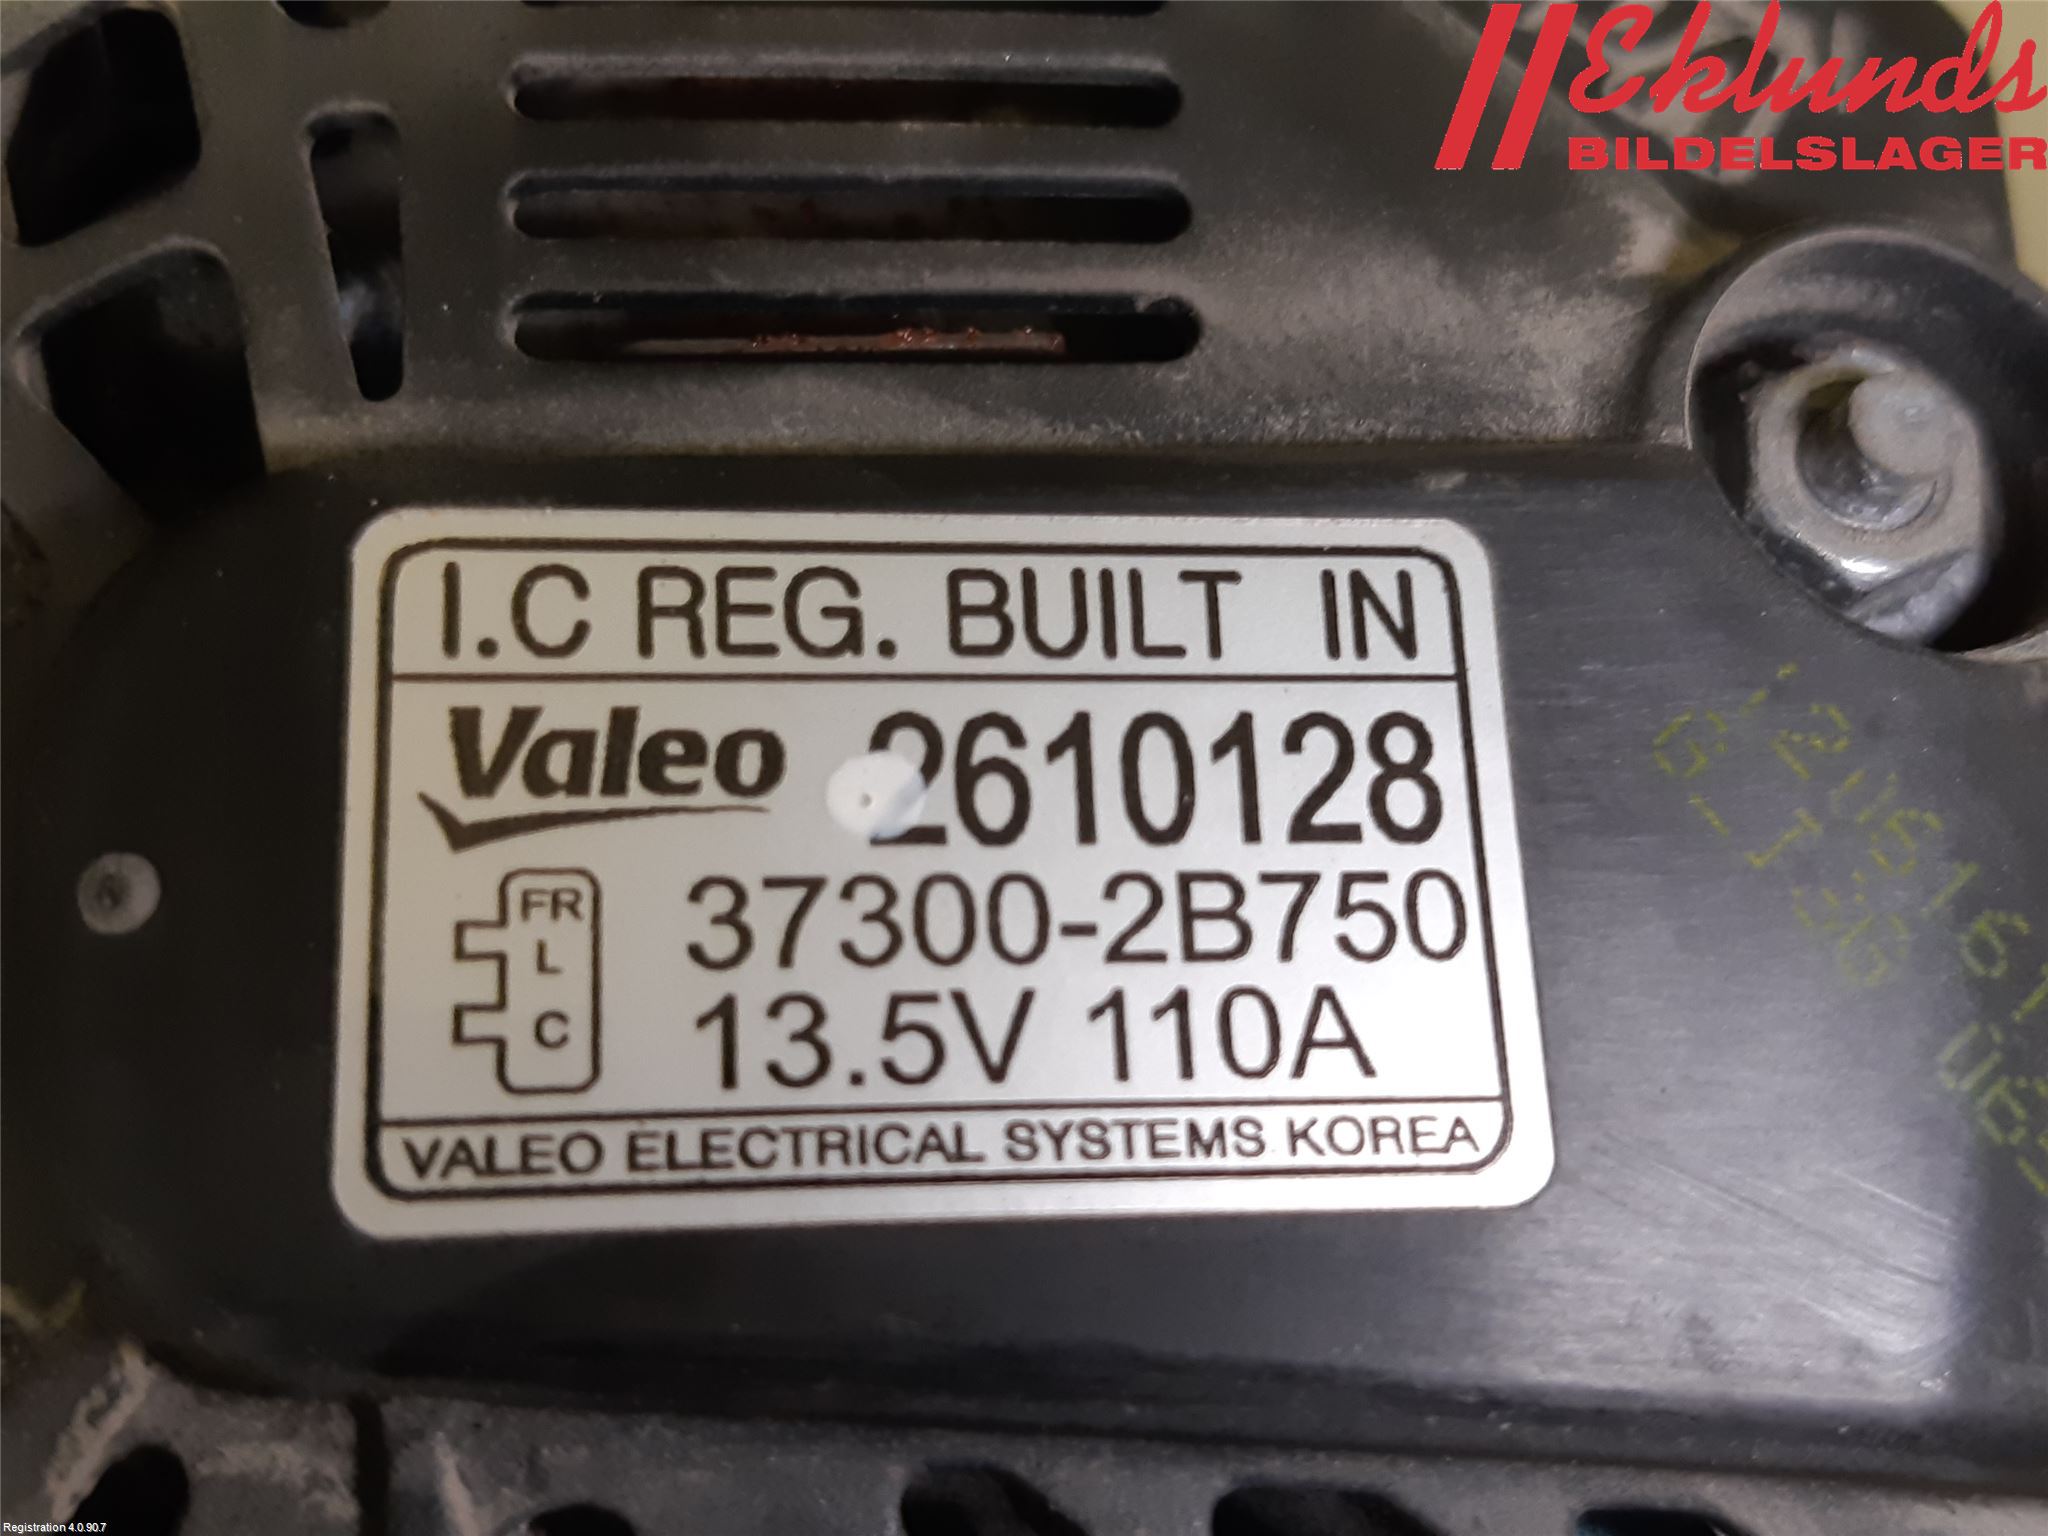 Eklunds
BILDELSLAGER
I.C REG. BUILT IN
Valeo 2610128
FR
L
C
37300-2B750
13.5V 110A
VALEO ELECTRICAL SYSTEMS KOREA
Registration 4.0.90.7